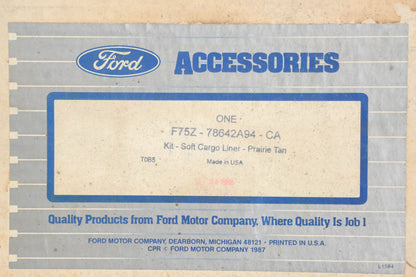 Ford ACCESSORIES
ONE
F75Z - 78642A94 - CA
Kit - Soft Cargo Liner - Prairie Tan
Made in USA
Quality Products from Ford Motor Company, Where Quality Is Job 1
FORD MOTOR COMPANY, DEARBORN, MICHIGAN 48121 • PRINTED IN U.S.A.
FORD MOTOR COMPANY 1987